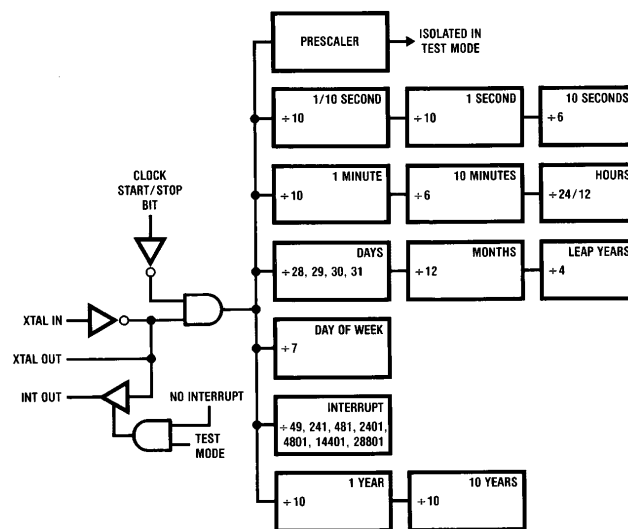 PRESCALER
ISOLATED IN
TEST MODE
1/10 SECOND
÷10
1 SECOND
÷10
10 SECONDS
÷6
CLOCK
START/STOP
BIT
1 MINUTE
÷10
10 MINUTES
÷6
HOURS
÷24/12
DAYS
÷28, 29, 30, 31
MONTHS
÷12
LEAP YEARS
÷4
XTAL IN
XTAL OUT
INT OUT
NO INTERRUPT
TEST
MODE
DAY OF WEEK
÷7
INTERRUPT
÷49, 241, 481, 2401,
4801, 14401, 28801
1 YEAR
÷10
10 YEARS
÷10